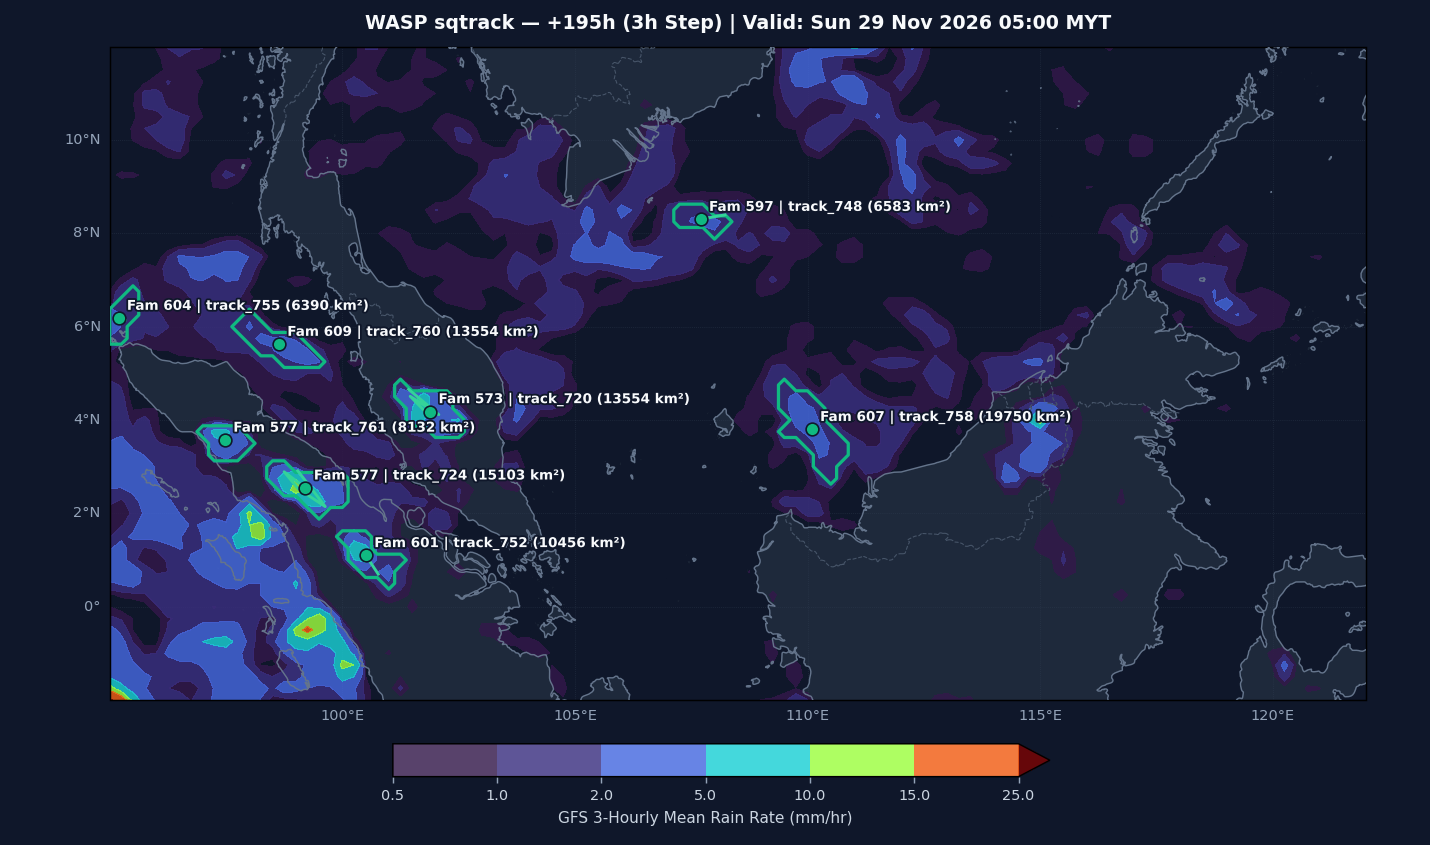 WASP sqtrack — +195h (3h Step) | Valid: Sun 29 Nov 2026 05:00 MYT
10°N
8°N
6°N
4°N
2°N
0°
Fam 597 | track_748 (6583 km²)
Fam 604 | track_755 (6390 km²)
Fam 609 | track_760 (13554 km²)
Fam 573 | track_720 (13554 km²)
Fam 607 | track_758 (19750 km²)
Fam 577 | track_761 (8132 km²)
Fam 577 | track_724 (15103 km²)
Fam 601 | track_752 (10456 km²)
100°E 105°E 110°E 115°E 120°E
0.5 1.0 2.0 5.0 10.0 15.0 25.0
GFS 3-Hourly Mean Rain Rate (mm/hr)